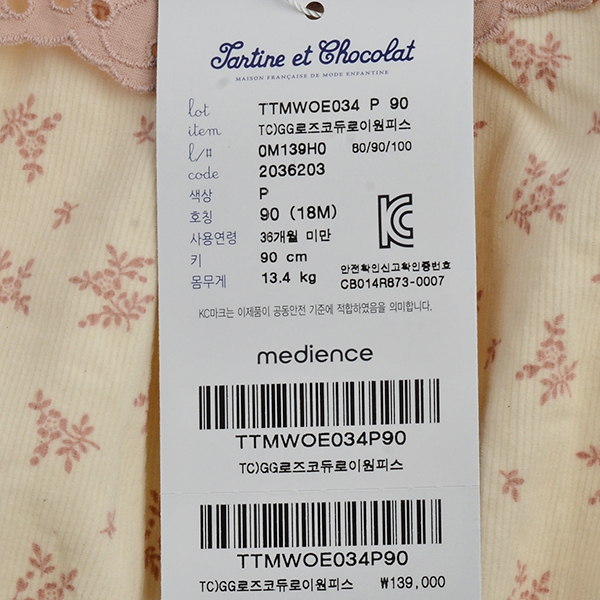 Tartine et Chocolat
MAISON FRANÇAISE DE MODE ENFANTINE
lot TTMWOE034 P 90
item TC)GG로즈코듀로이원피스
l/# 0M139H0 80/90/100
code 2036203
색상 P
호칭 90 (18M)
사용연령 36개월 미만
키 90 cm
몸무게 13.4 kg
안전확인신고확인증번호
CB014R873-0007
KC마크는 이제품이 공동안전 기준에 적합하였음을 의미합니다.
medience
TTMWOE034P90
TC)GG로즈코듀로이원피스
TTMWOE034P90
TC)GG로즈코듀로이원피스 ₩139,000